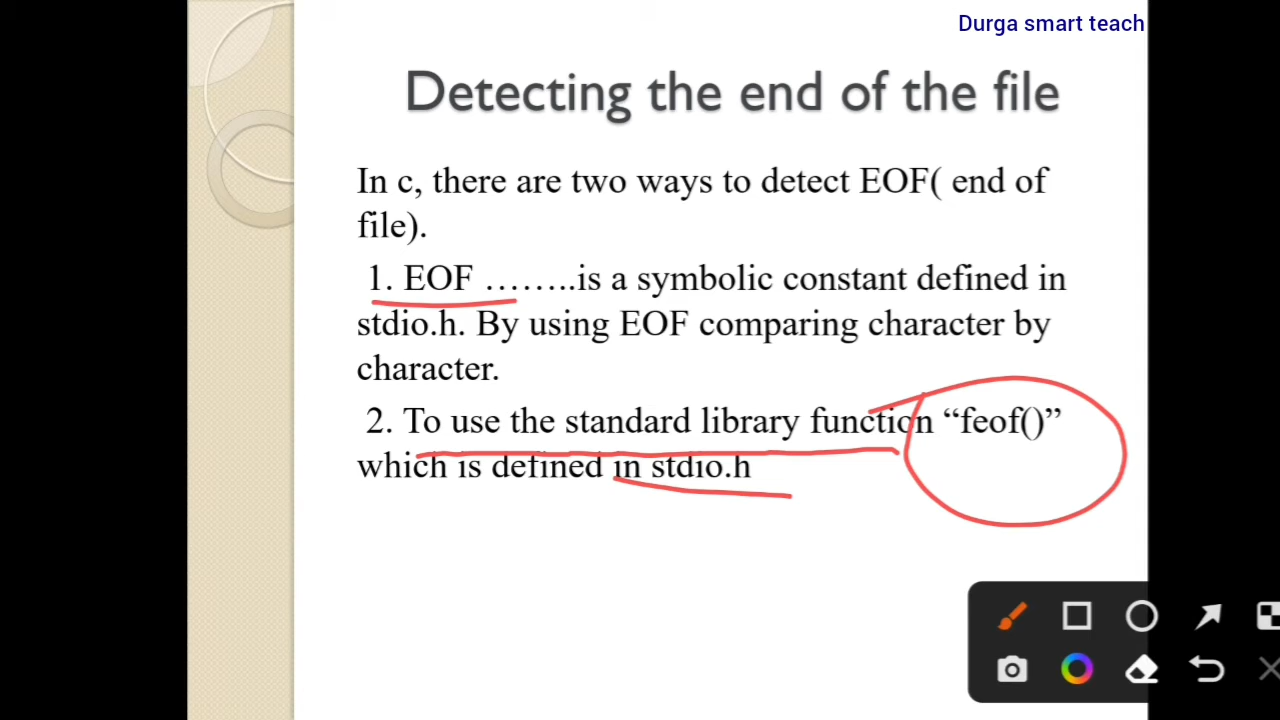 Durga smart teach
Detecting the end of the file
In c, there are two ways to detect EOF( end of
file).
1. EOF ……..is a symbolic constant defined in
stdio.h. By using EOF comparing character by
character.
2. To use the standard library function “feof()”
which is defined in stdio.h